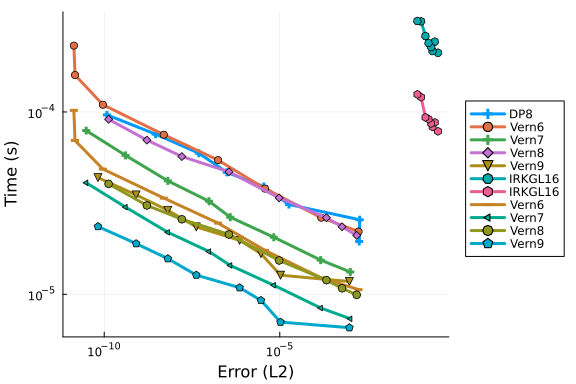 Time (s)
10⁻⁴
10⁻⁵
10⁻¹⁰
10⁻⁵
Error (L2)
DP8
Vern6
Vern7
Vern8
Vern9
IRKGL16
IRKGL16
Vern6
Vern7
Vern8
Vern9